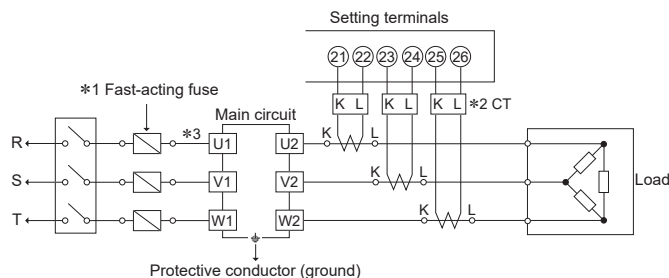 Setting terminals
21 22 23 24 25 26
*1 Fast-acting fuse
K L K L K L *2 CT
Main circuit
*3
R U1 U2 K L
S V1 V2 K L Load
T W1 W2 K L
Protective conductor (ground)